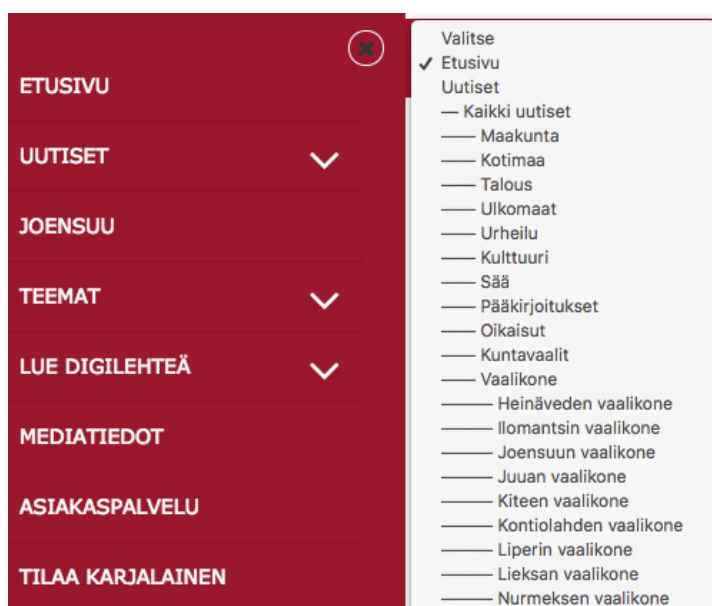 ETUSIVU
UUTISET
JOENSUU
TEEMAT
LUE DIGILEHTEÄ
MEDIATIEDOT
ASIAKASPALVELU
TILAA KARJALAINEN
Valitse
✓ Etusivu
Uutiset
— Kaikki uutiset
—— Maakunta
—— Kotimaa
—— Talous
—— Ulkomaat
—— Urheilu
—— Kulttuuri
—— Sää
—— Pääkirjoitukset
—— Oikaisut
—— Kuntavaalit
—— Vaalikone
——— Heinäveden vaalikone
——— Ilomantsin vaalikone
——— Joensuun vaalikone
——— Juuan vaalikone
——— Kiteen vaalikone
——— Kontiolahden vaalikone
——— Liperin vaalikone
——— Lieksan vaalikone
——— Nurmeksen vaalikone